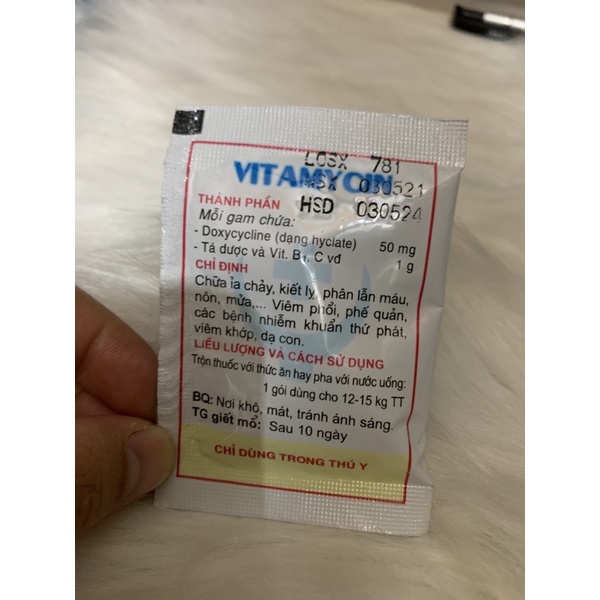 LOSX 781
VITAMYCIN
NSX 030521
THÀNH PHẦN HSD 030524
Mỗi gam chứa:
- Doxycycline (dạng hyclate) 50 mg
- Tá dược và Vit. B1, C vđ 1 g
CHỈ ĐỊNH
Chữa ỉa chảy, kiết lỵ, phân lẫn máu,
nôn, mửa,... Viêm phổi, phế quản,
các bệnh nhiễm khuẩn thứ phát,
viêm khớp, dạ con.
LIỀU LƯỢNG VÀ CÁCH SỬ DỤNG
Trộn thuốc với thức ăn hay pha với nước uống:
1 gói dùng cho 12-15 kg TT
BQ: Nơi khô, mát, tránh ánh sáng.
TG giết mổ: Sau 10 ngày
CHỈ DÙNG TRONG THÚ Y